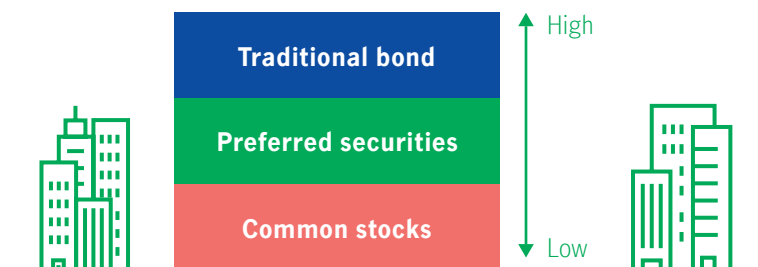 Traditional bond
High
Preferred securities
Common stocks
Low